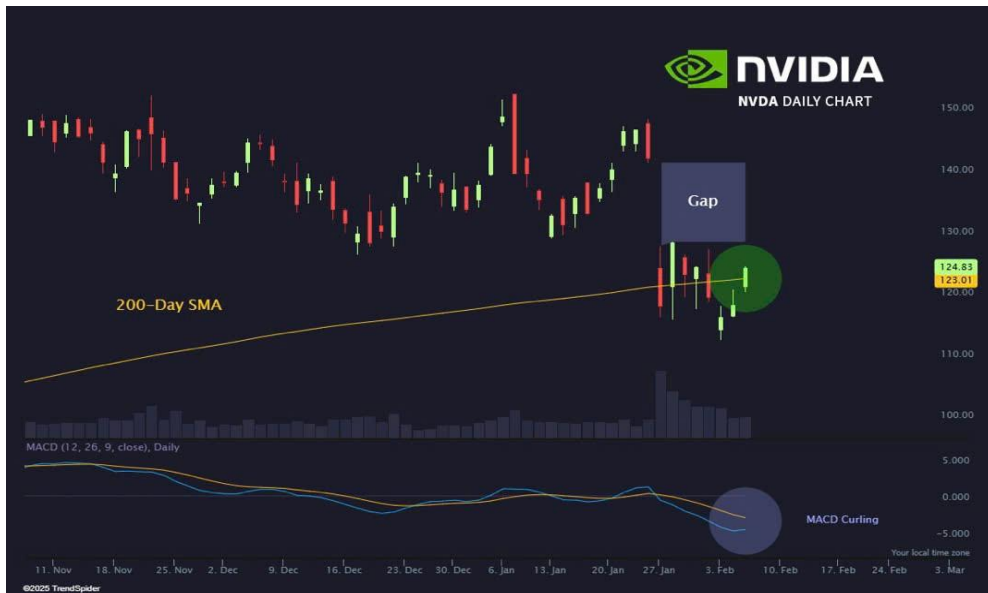 NVIDIA
NVDA DAILY CHART
150.00
140.00
Gap
130.00
124.83
123.01
120.00
200-Day SMA
110.00
100.00
MACD (12, 26, 9, close), Daily
5.000
0.000
MACD Curling
-5.000
Your local time zone
11. Nov 18. Nov 25. Nov 2. Dec 9. Dec 16. Dec 23. Dec 30. Dec 6. Jan 13. Jan 20. Jan 27. Jan 3. Feb 10. Feb 17. Feb 24. Feb 3. Mar
©2025 TrendSpider